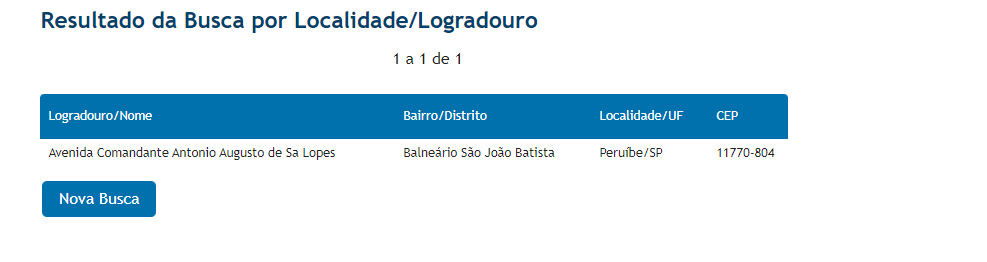 Resultado da Busca por Localidade/Logradouro
1 a 1 de 1
Logradouro/Nome Bairro/Distrito Localidade/UF CEP
Avenida Comandante Antonio Augusto de Sa Lopes Balneário São João Batista Peruíbe/SP 11770-804
Nova Busca